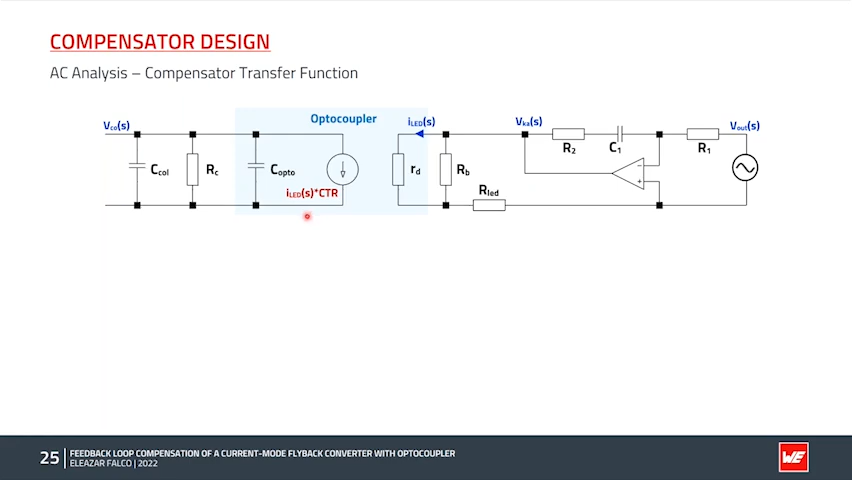 COMPENSATOR DESIGN
AC Analysis – Compensator Transfer Function
Optocoupler
Vco(s)
iLED(s)
Vka(s)
Vout(s)
R2
C1
R1
Ccol
Rc
Copto
rd
Rb
iLED(s)*CTR
Rled
25
FEEDBACK LOOP COMPENSATION OF A CURRENT-MODE FLYBACK CONVERTER WITH OPTOCOUPLER
ELEAZAR FALCO | 2022
WE